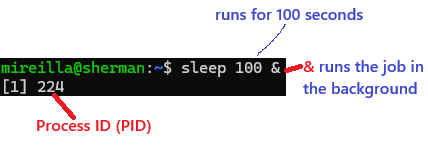 runs for 100 seconds
mireilla@sherman:~$ sleep 100 &
& runs the job in
the background
[1] 224
Process ID (PID)